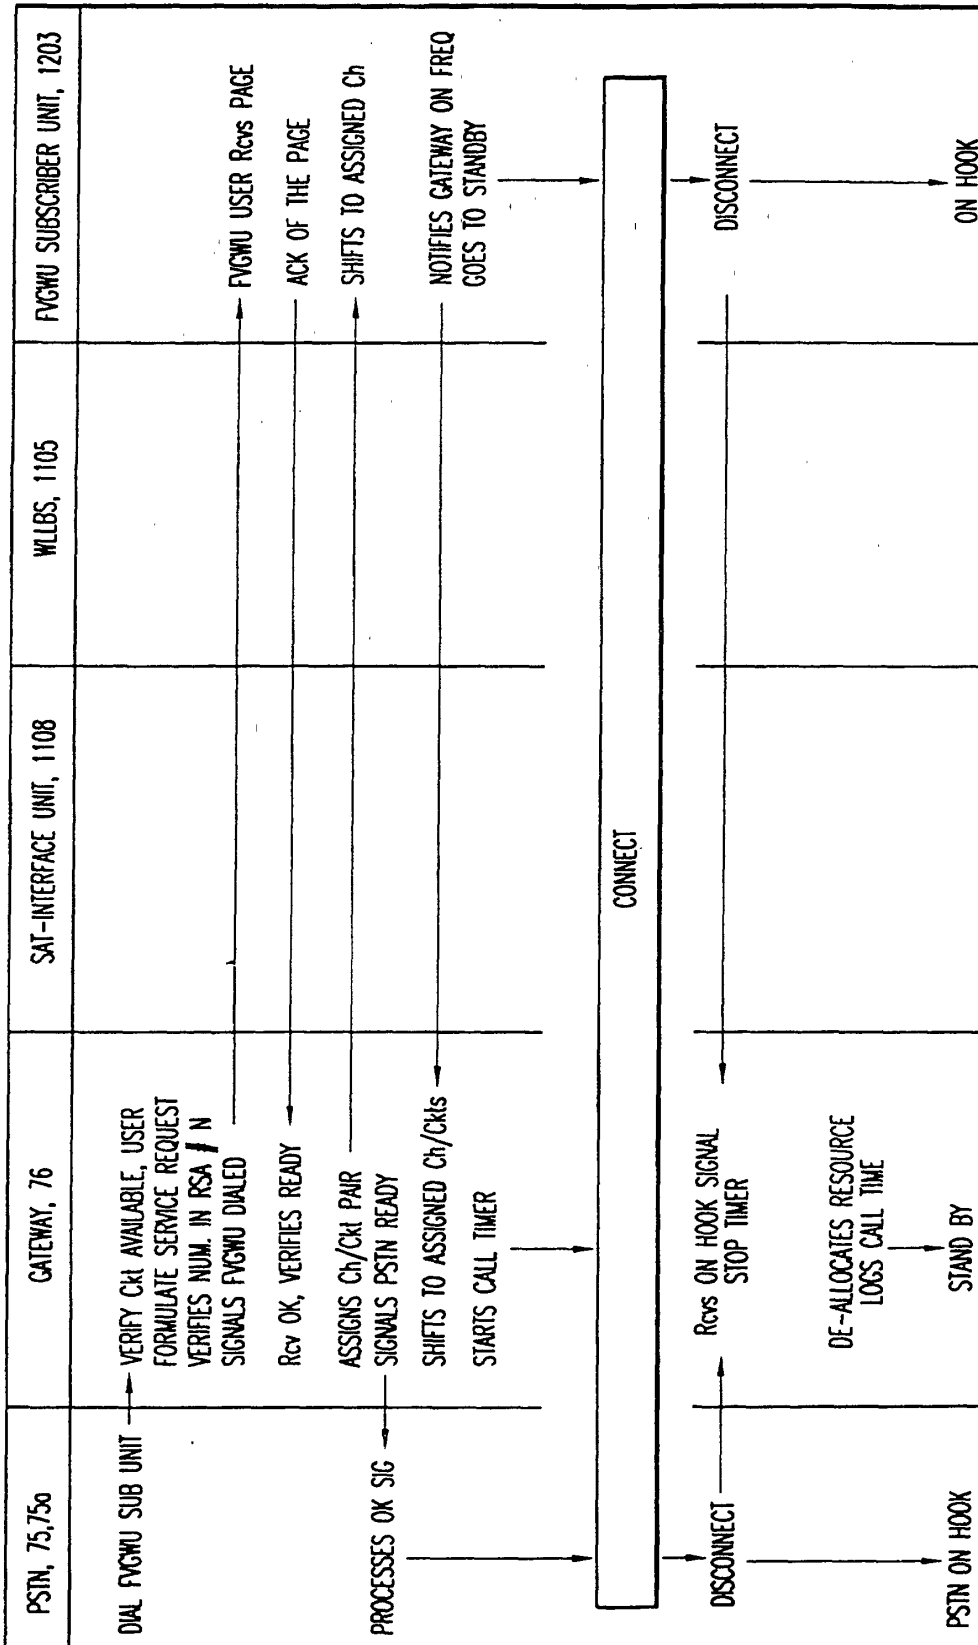 PSTN, 75,75a
GATEWAY, 76
SAT-INTERFACE UNIT, 1108
WLLBS, 1105
FVGWU SUBSCRIBER UNIT, 1203
DIAL FVGWU SUB UNIT
VERIFY Ckt AVAILABLE, USER
FORMULATE SERVICE REQUEST
VERIFIES NUM. IN RSA / N
SIGNALS FVGWU DIALED
FVGWU USER Rcvs PAGE
Rcv OK, VERIFIES READY
ACK OF THE PAGE
ASSIGNS Ch/Ckt PAIR
SIGNALS PSTN READY
SHIFTS TO ASSIGNED Ch
PROCESSES OK SIG
SHIFTS TO ASSIGNED Ch/Ckts
NOTIFIES GATEWAY ON FREQ
GOES TO STANDBY
STARTS CALL TIMER
CONNECT
DISCONNECT
Rcvs ON HOOK SIGNAL
STOP TIMER
DISCONNECT
DE-ALLOCATES RESOURCE
LOGS CALL TIME
PSTN ON HOOK
STAND BY
ON HOOK